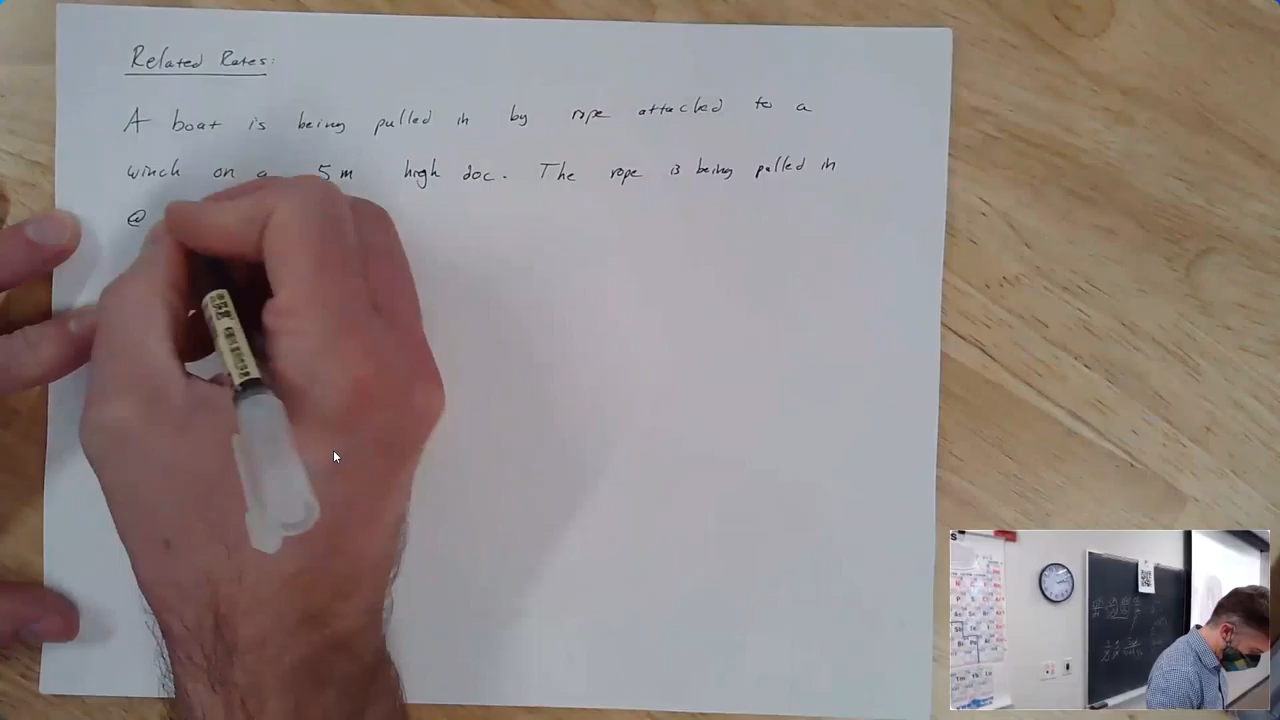 Related Rates:
A boat is being pulled in by rope attached to a
winch on a 5m high doc. The rope is being pulled in
@